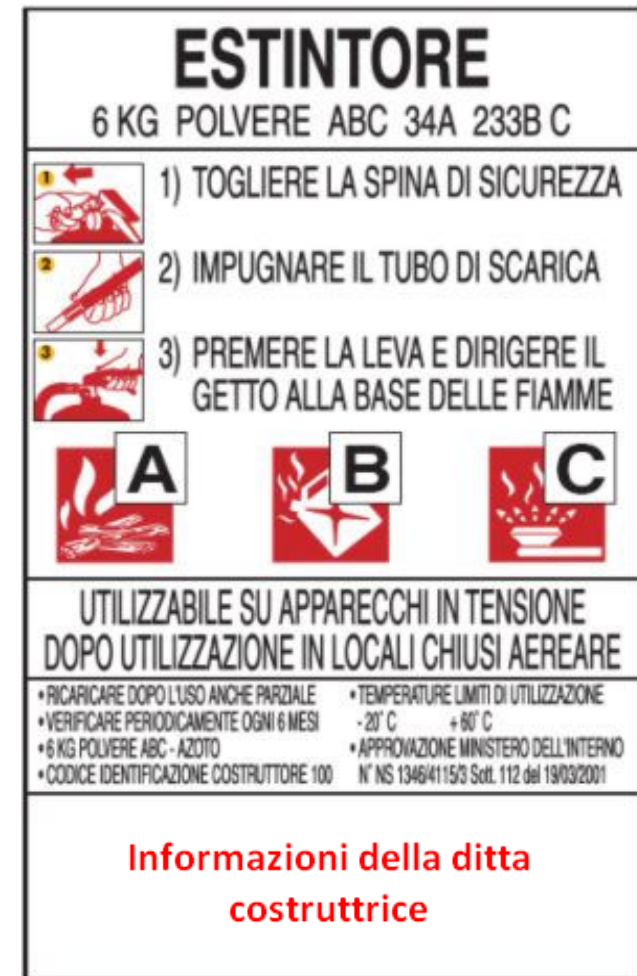 ESTINTORE
6 KG POLVERE ABC 34A 233B C
1
1) TOGLIERE LA SPINA DI SICUREZZA
2
2) IMPUGNARE IL TUBO DI SCARICA
3
3) PREMERE LA LEVA E DIRIGERE IL
GETTO ALLA BASE DELLE FIAMME
A
B
C
UTILIZZABILE SU APPARECCHI IN TENSIONE
DOPO UTILIZZAZIONE IN LOCALI CHIUSI AEREARE
• RICARICARE DOPO L'USO ANCHE PARZIALE
• VERIFICARE PERIODICAMENTE OGNI 6 MESI
• 6 KG POLVERE ABC - AZOTO
• CODICE IDENTIFICAZIONE COSTRUTTORE 100
• TEMPERATURE LIMITI DI UTILIZZAZIONE
- 20° C + 60° C
• APPROVAZIONE MINISTERO DELL'INTERNO
N° NS 1346/4115/3 Sott. 112 del 19/03/2001
Informazioni della ditta
costruttrice